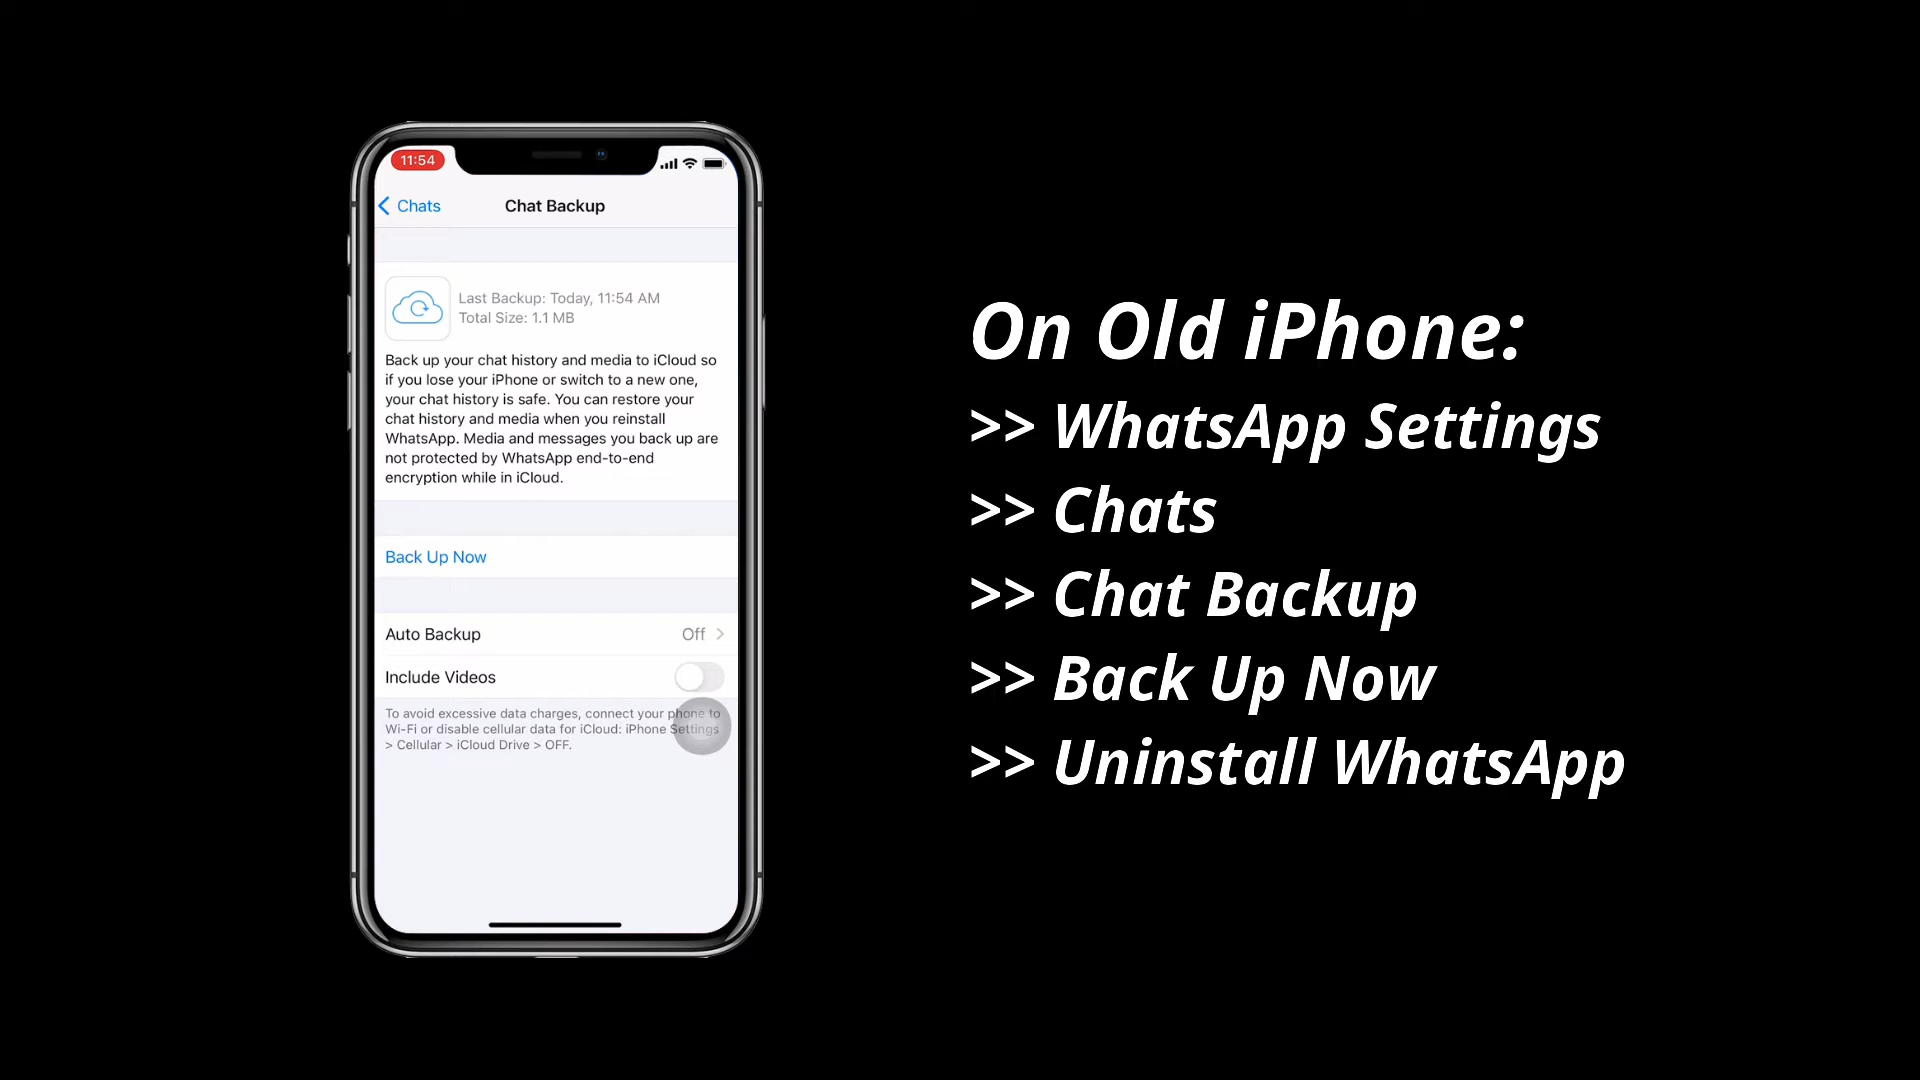 11:54
Chats
Chat Backup
Last Backup: Today, 11:54 AM
Total Size: 1.1 MB
Back up your chat history and media to iCloud so
if you lose your iPhone or switch to a new one,
your chat history is safe. You can restore your
chat history and media when you reinstall
WhatsApp. Media and messages you back up are
not protected by WhatsApp end-to-end
encryption while in iCloud.
Back Up Now
Auto Backup Off
Include Videos
To avoid excessive data charges, connect your phone to
Wi-Fi or disable cellular data for iCloud: iPhone Settings
> Cellular > iCloud Drive > OFF.
On Old iPhone:
>> WhatsApp Settings
>> Chats
>> Chat Backup
>> Back Up Now
>> Uninstall WhatsApp